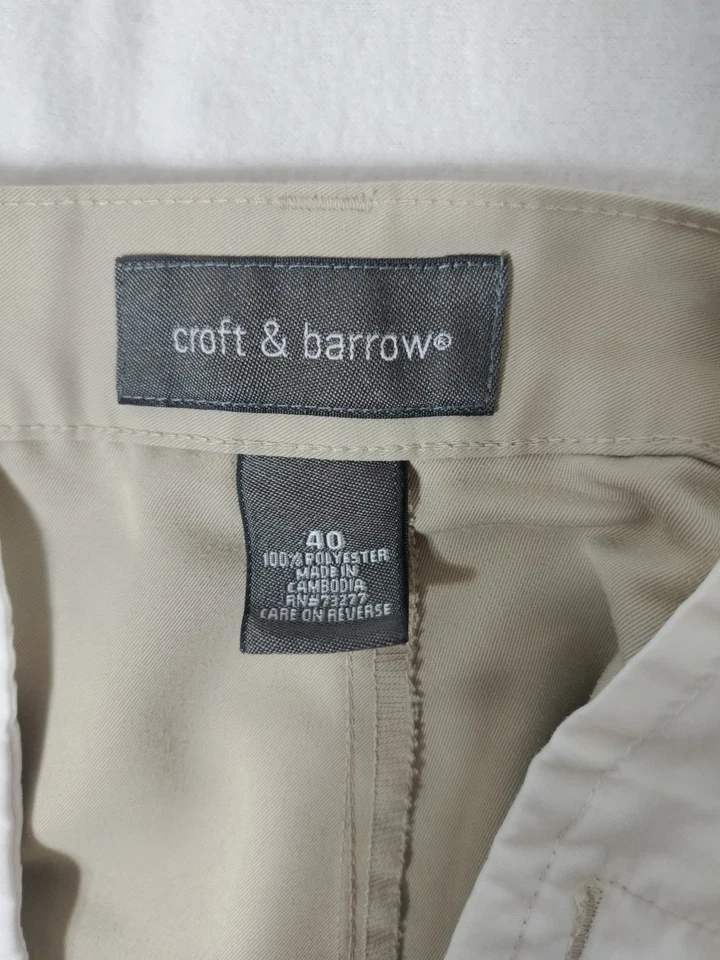 croft & barrow®
40
100% POLYESTER
MADE IN
CAMBODIA
RN#73277
CARE ON REVERSE